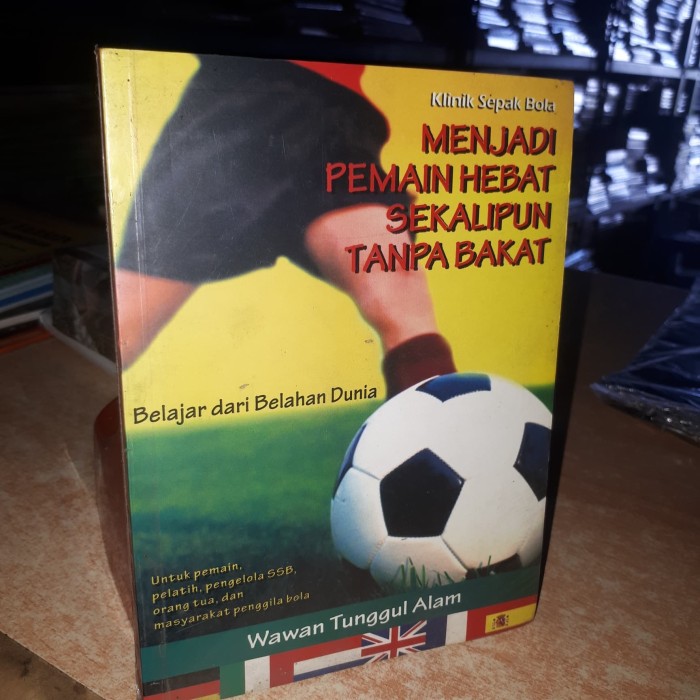 Klinik Sepak Bola
MENJADI
PEMAIN HEBAT
SEKALIPUN
TANPA BAKAT
Belajar dari Belahan Dunia
Untuk pemain,
pelatih, pengelola SSB,
orang tua, dan
masyarakat penggila bola
Wawan Tunggul Alam